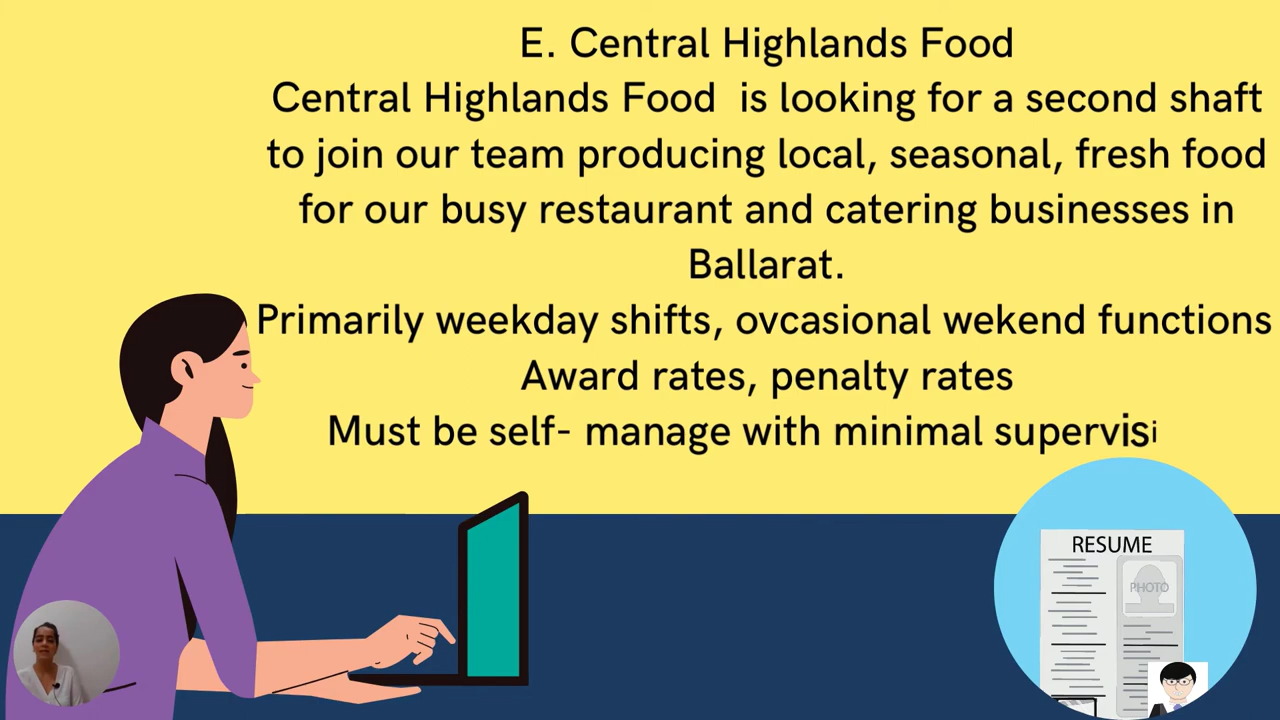 E. Central Highlands Food
Central Highlands Food is looking for a second shaft
to join our team producing local, seasonal, fresh food
for our busy restaurant and catering businesses in
Ballarat.
Primarily weekday shifts, ovcasional wekend functions
Award rates, penalty rates
Must be self- manage with minimal supervisi
RESUME
PHOTO